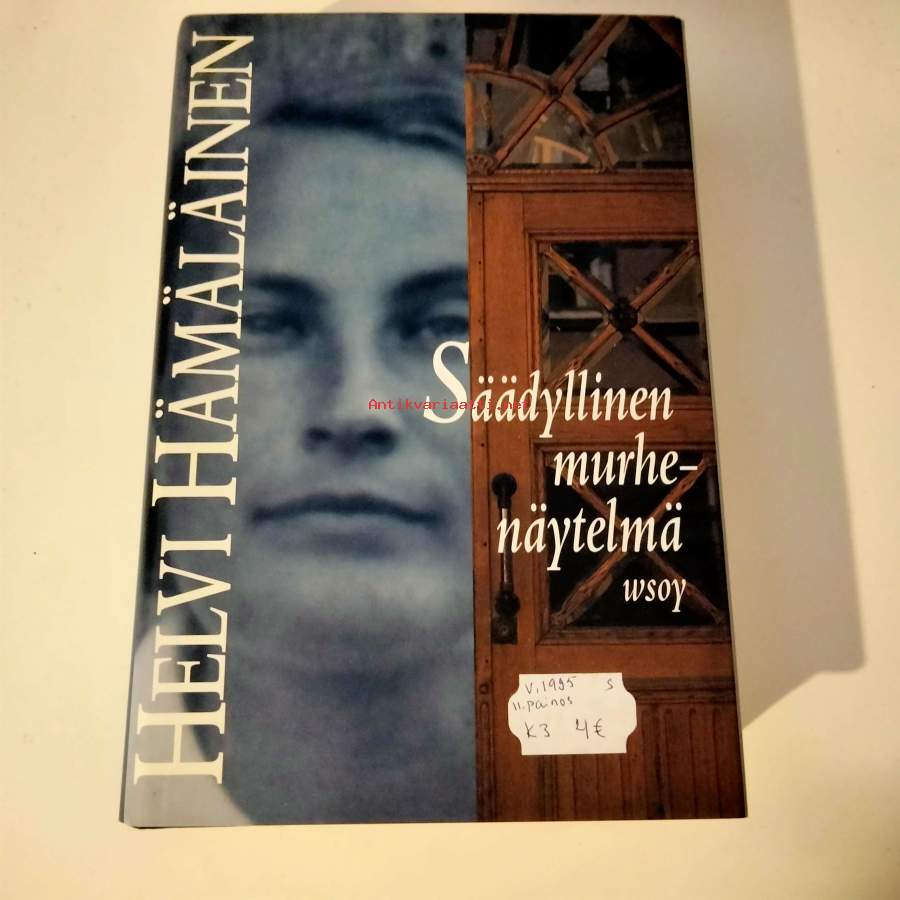 HELVI HÄMÄLÄINEN
Säädyllinen
Antikvariaatti.net
murhe-
näytelmä
wsoy
V. 1995 S
11. painos
K3 4€